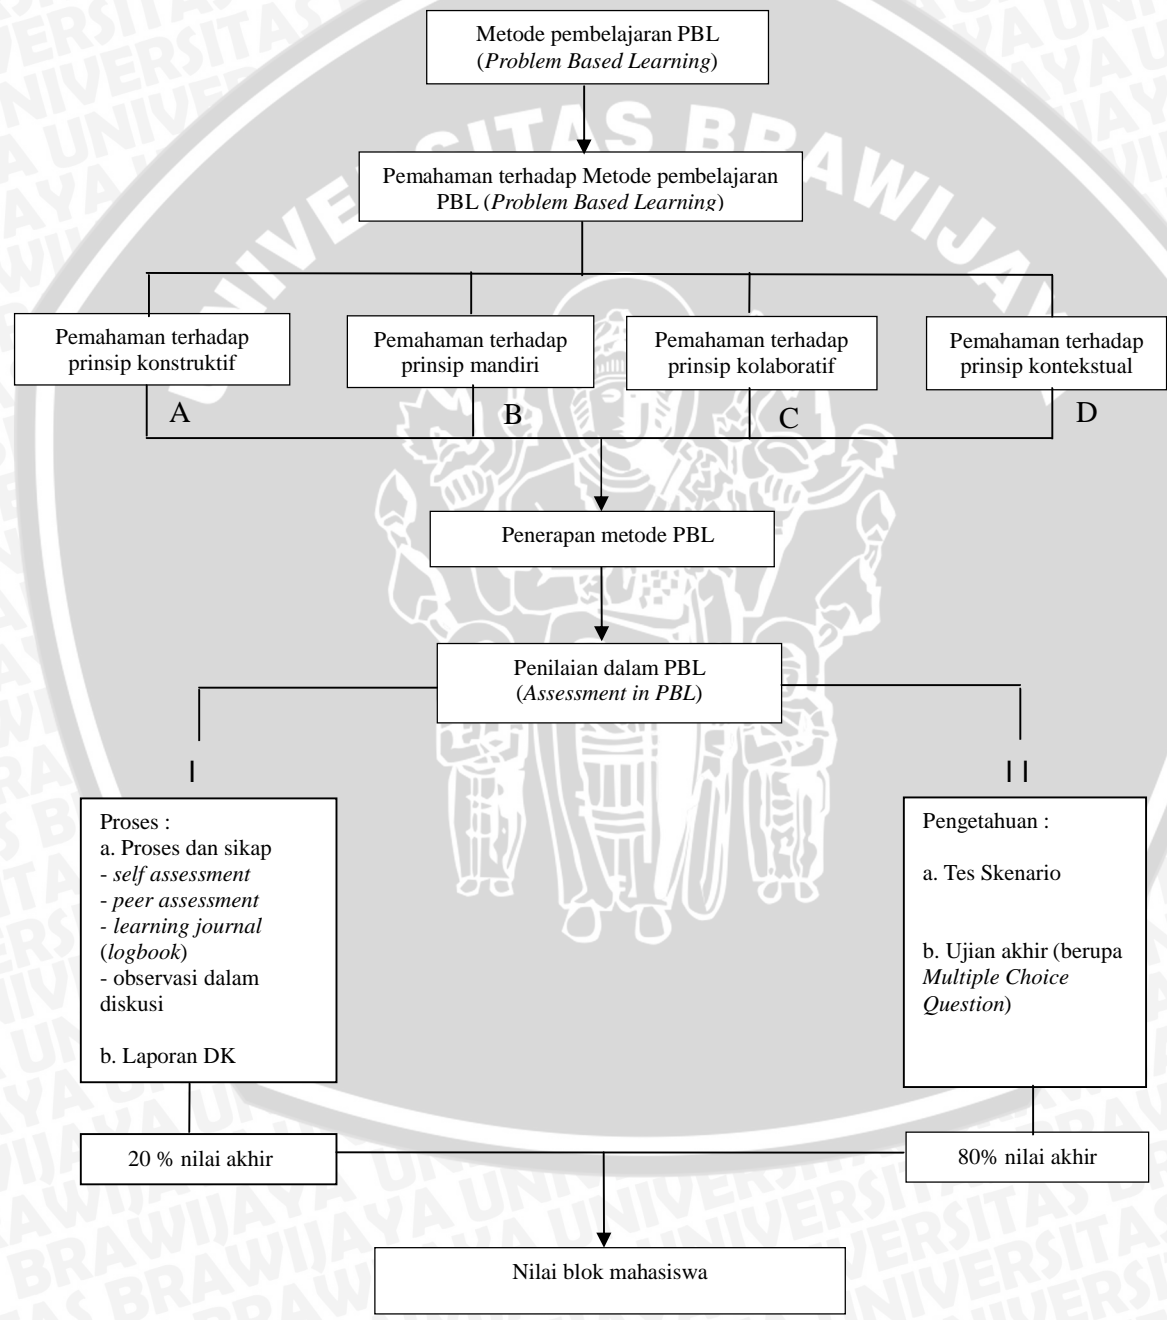 Metode pembelajaran PBL
(Problem Based Learning)
Pemahaman terhadap Metode pembelajaran
PBL (Problem Based Learning)
Pemahaman terhadap
prinsip konstruktif
Pemahaman terhadap
prinsip mandiri
Pemahaman terhadap
prinsip kolaboratif
Pemahaman terhadap
prinsip kontekstual
A
B
C
D
Penerapan metode PBL
Penilaian dalam PBL
(Assessment in PBL)
I
II
Proses :
a. Proses dan sikap
- self assessment
- peer assessment
- learning journal
(logbook)
- observasi dalam
diskusi
b. Laporan DK
Pengetahuan :
a. Tes Skenario
b. Ujian akhir (berupa
Multiple Choice
Question)
20 % nilai akhir
80% nilai akhir
Nilai blok mahasiswa
UNIVERSITAS BRAWIJAYA